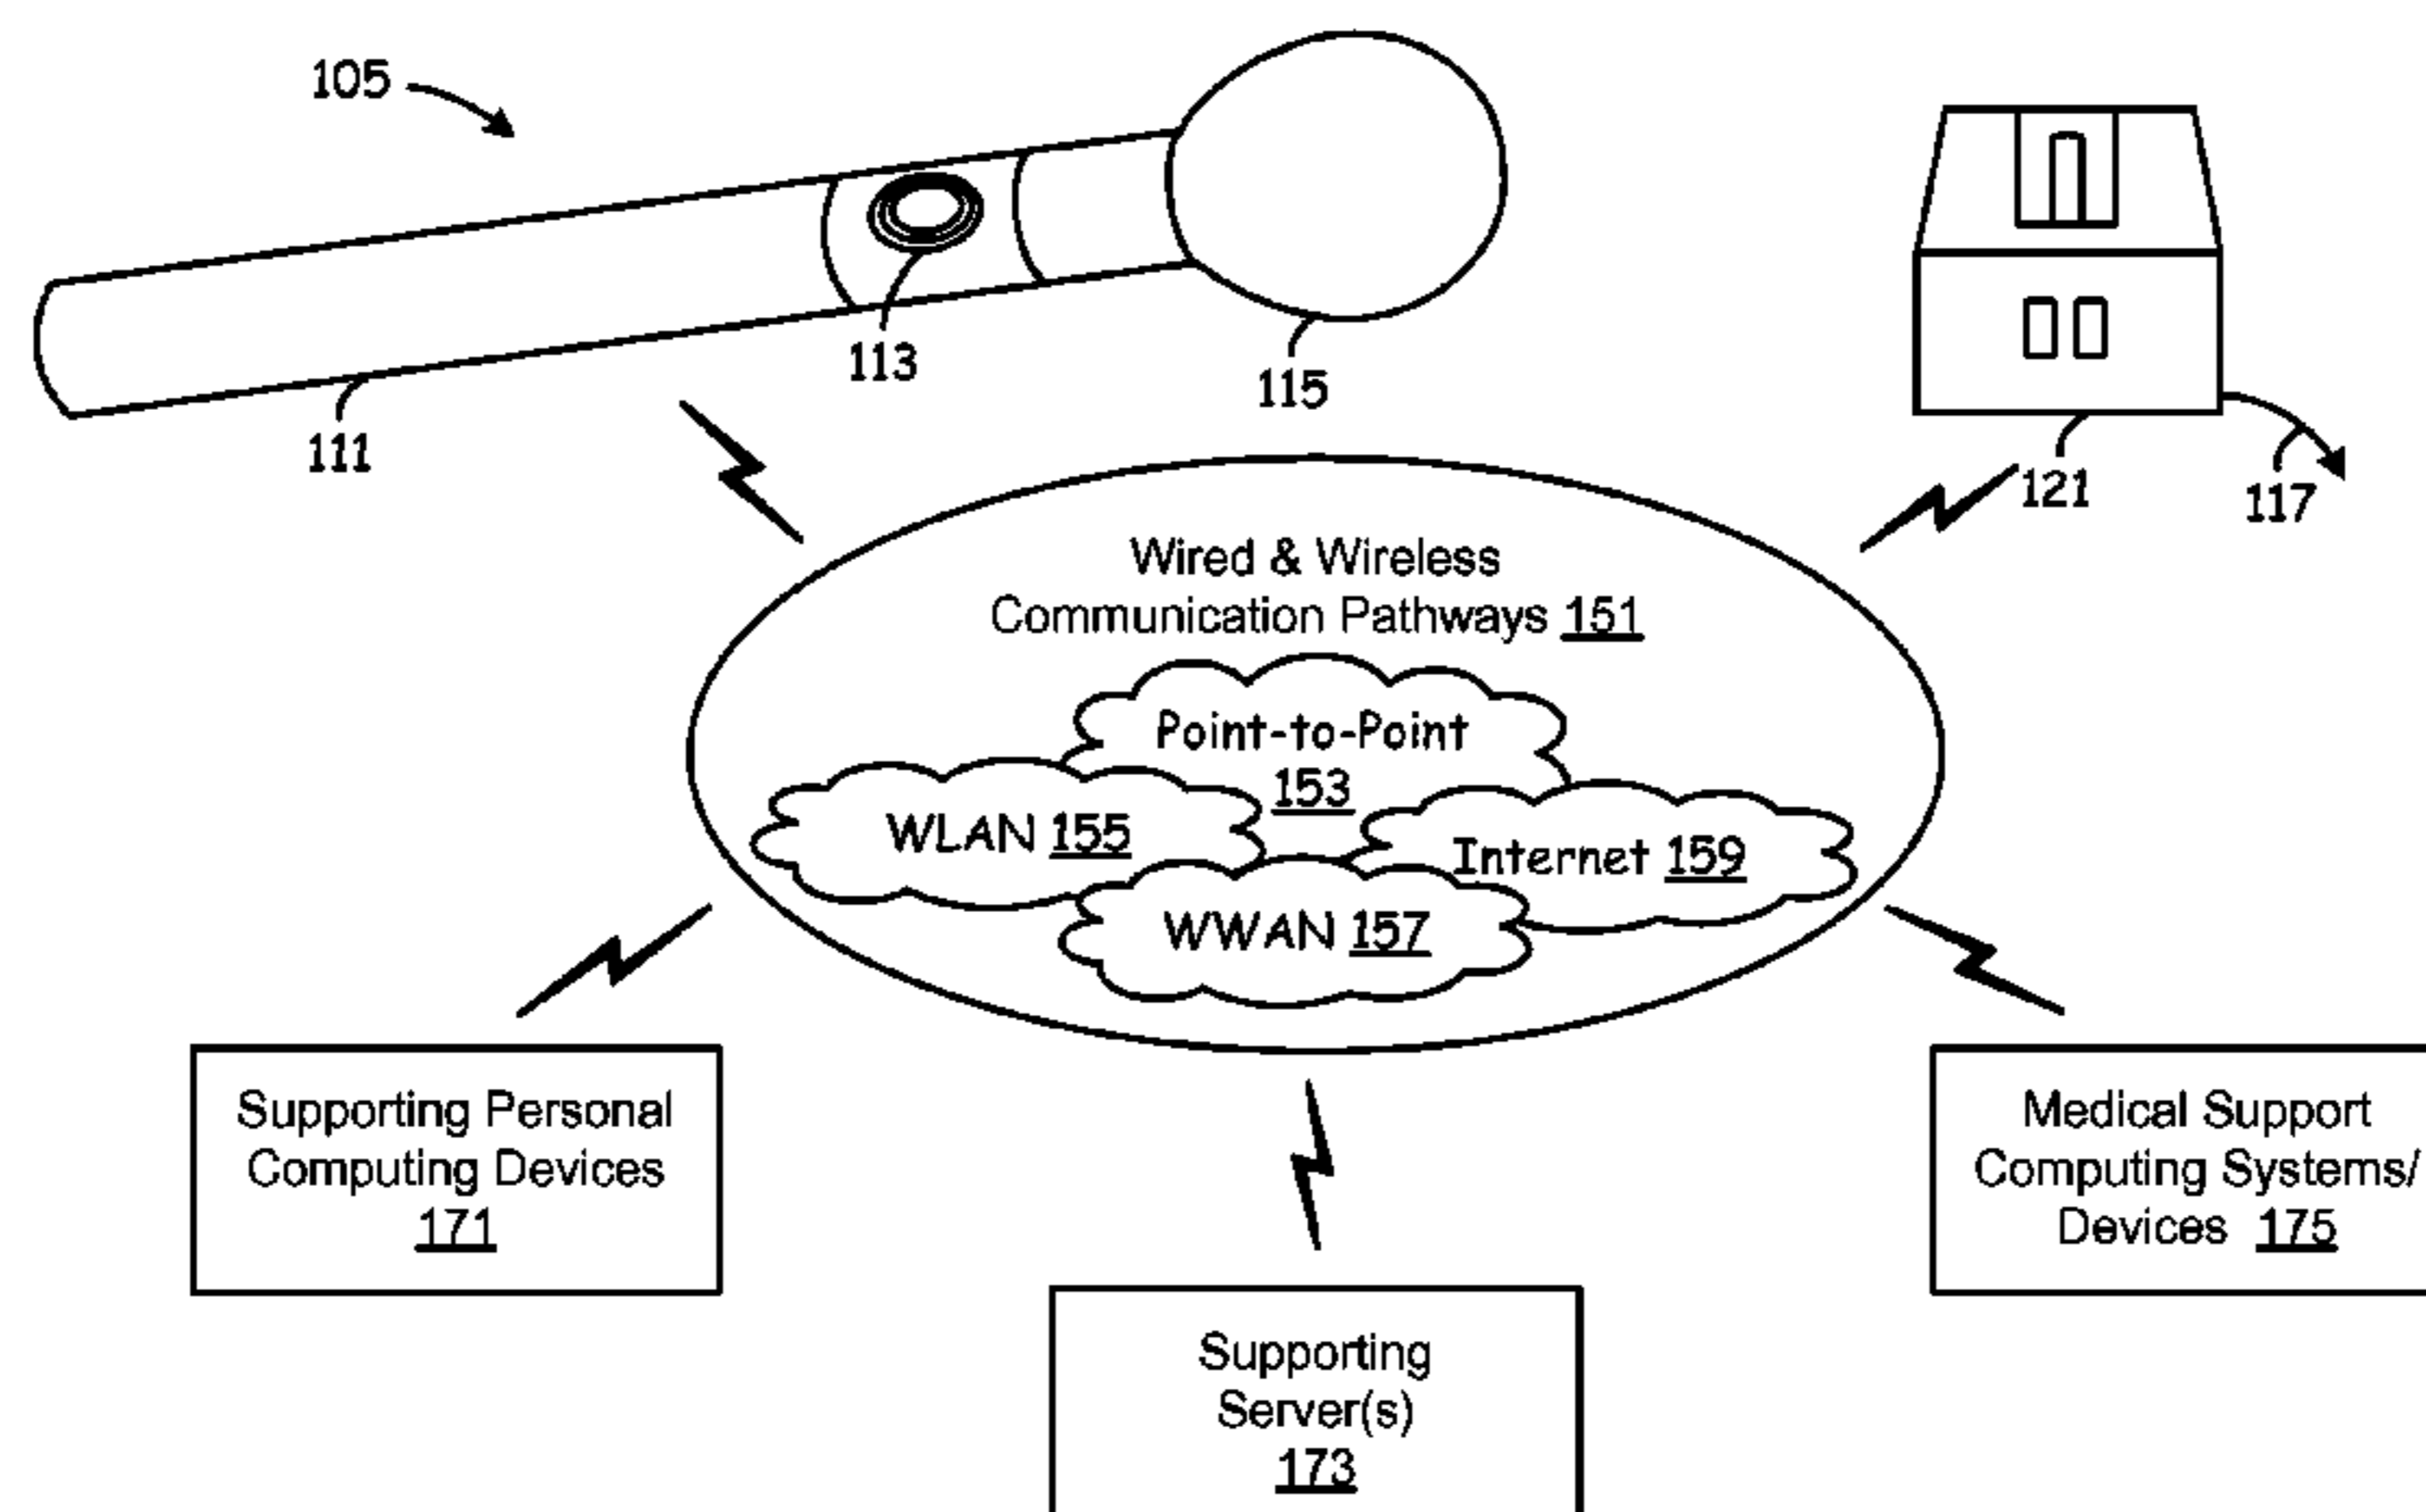 105
113
115
111
121
117
Wired & Wireless
Communication Pathways 151
Point-to-Point
153
WLAN 155
Internet 159
WWAN 157
Supporting Personal
Computing Devices
171
Medical Support
Computing Systems/
Devices 175
Supporting
Server(s)
173